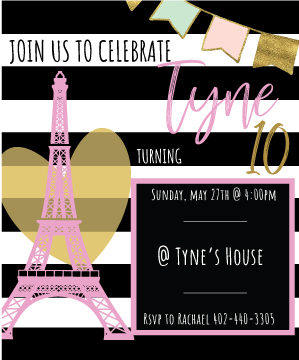 JOIN US TO CELEBRATE
Tyne
TURNING
10
SUNDAY, MAY 27TH @ 4:00PM
@ TYNE'S HOUSE
RSVP TO RACHAEL 402-440-3305